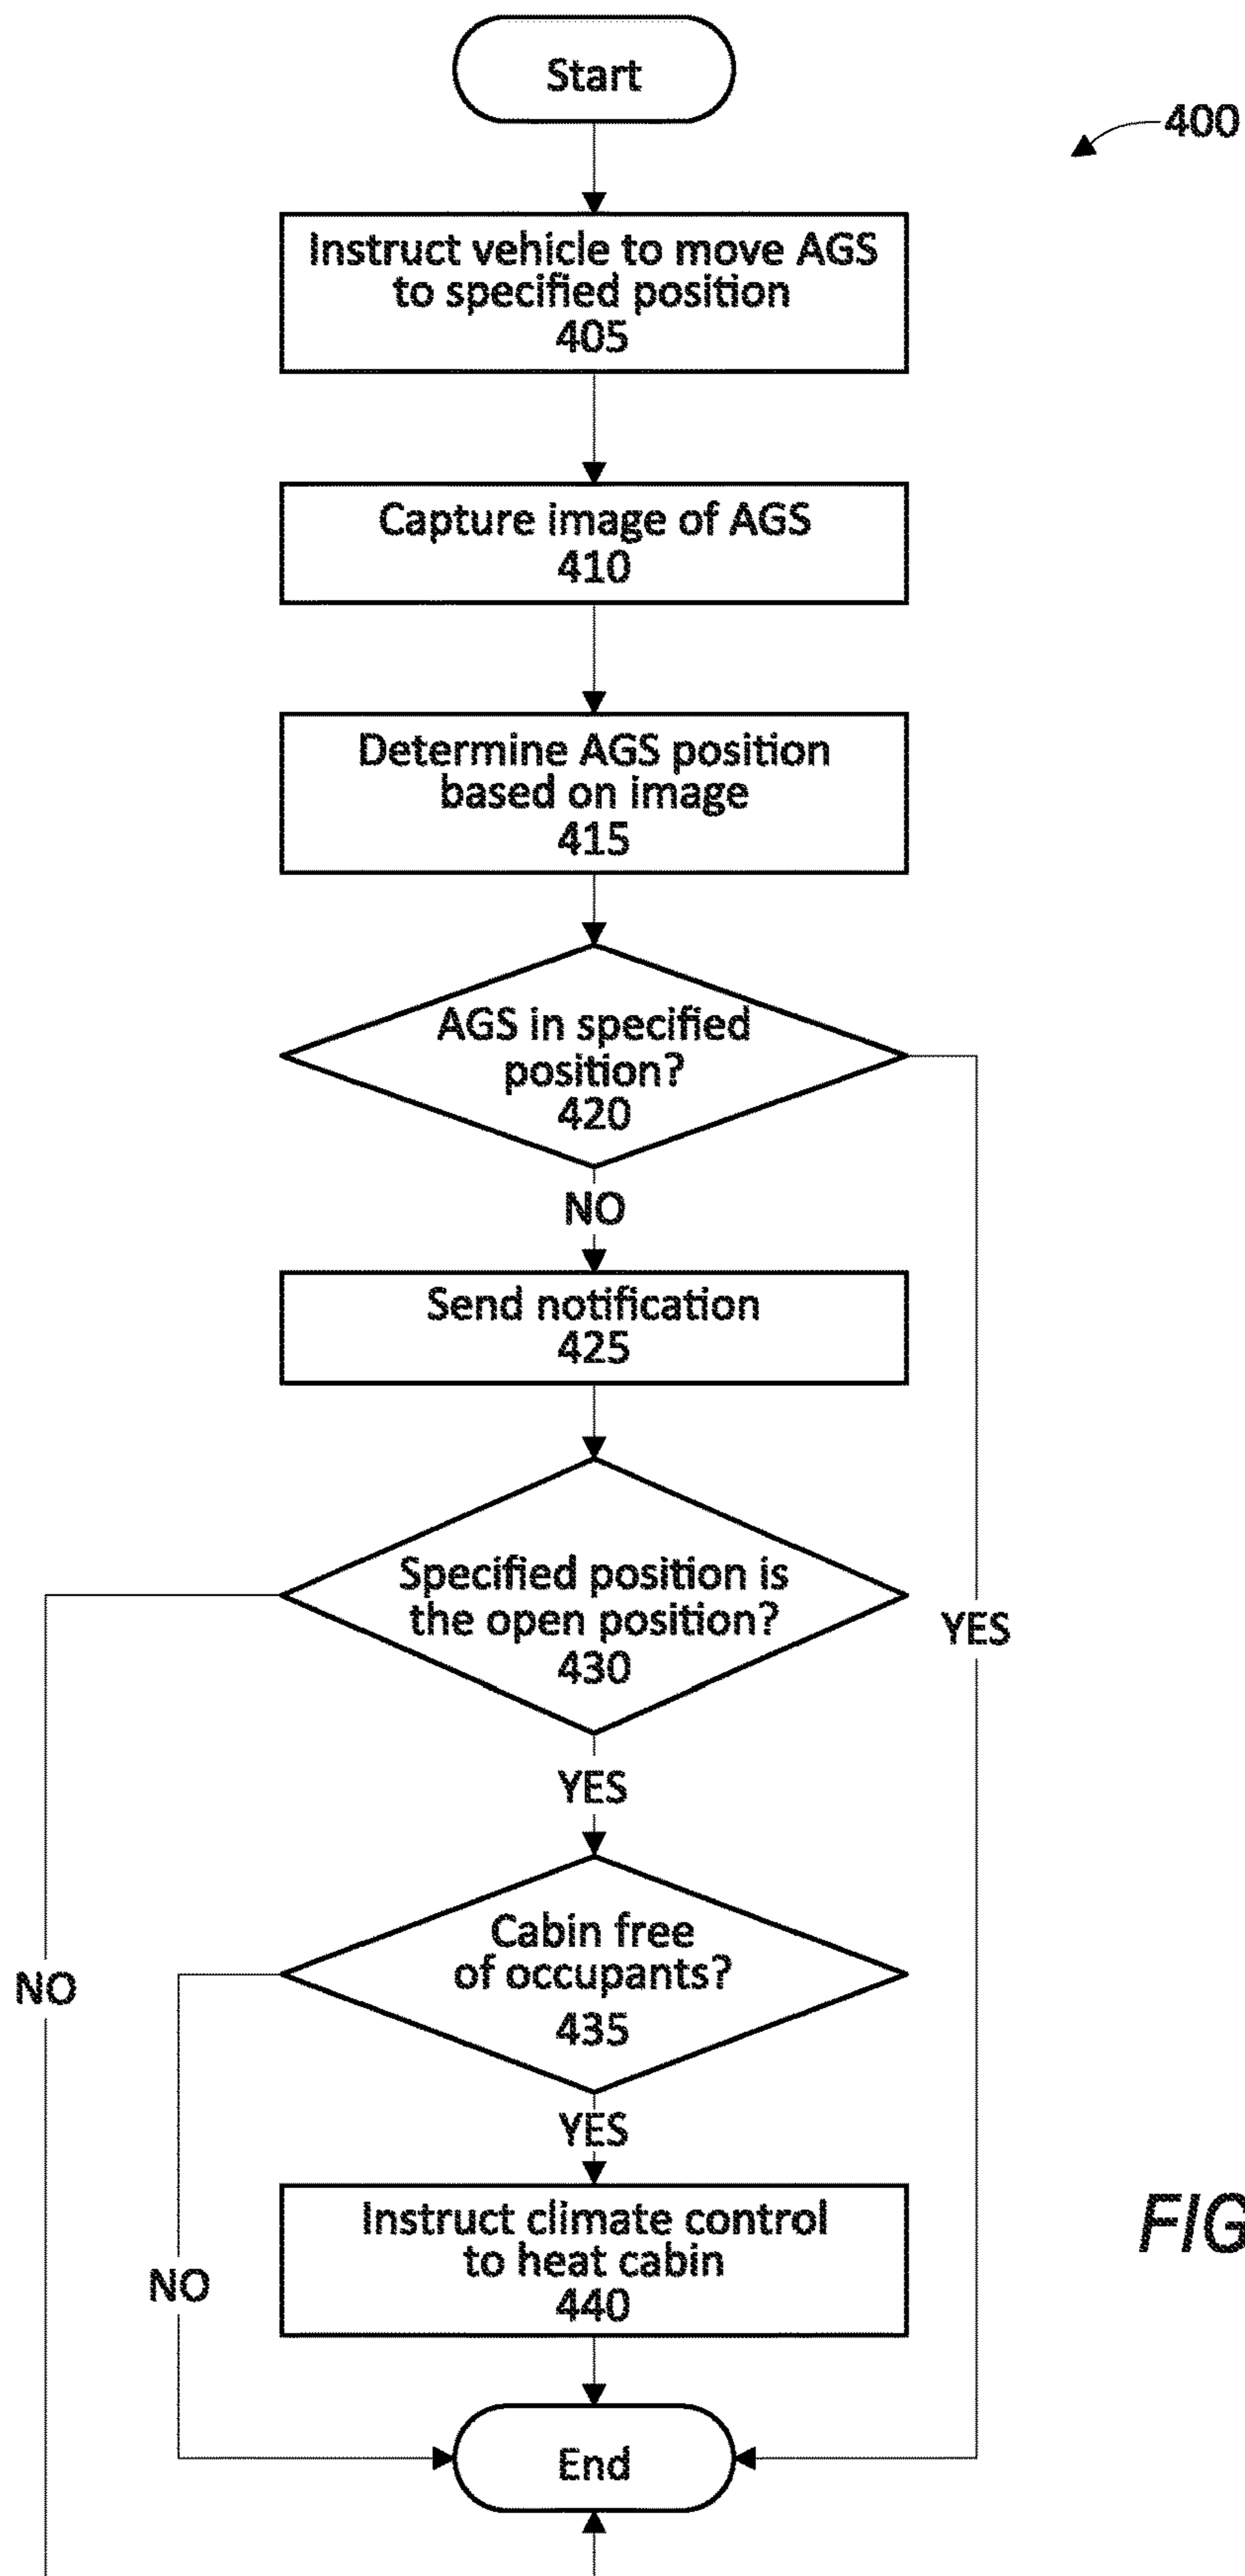 Start
400
Instruct vehicle to move AGS
to specified position
405
Capture image of AGS
410
Determine AGS position
based on image
415
AGS in specified
position?
420
NO
Send notification
425
Specified position is
the open position?
430
YES
YES
Cabin free
of occupants?
435
NO
YES
Instruct climate control
to heat cabin
440
FIG
NO
End